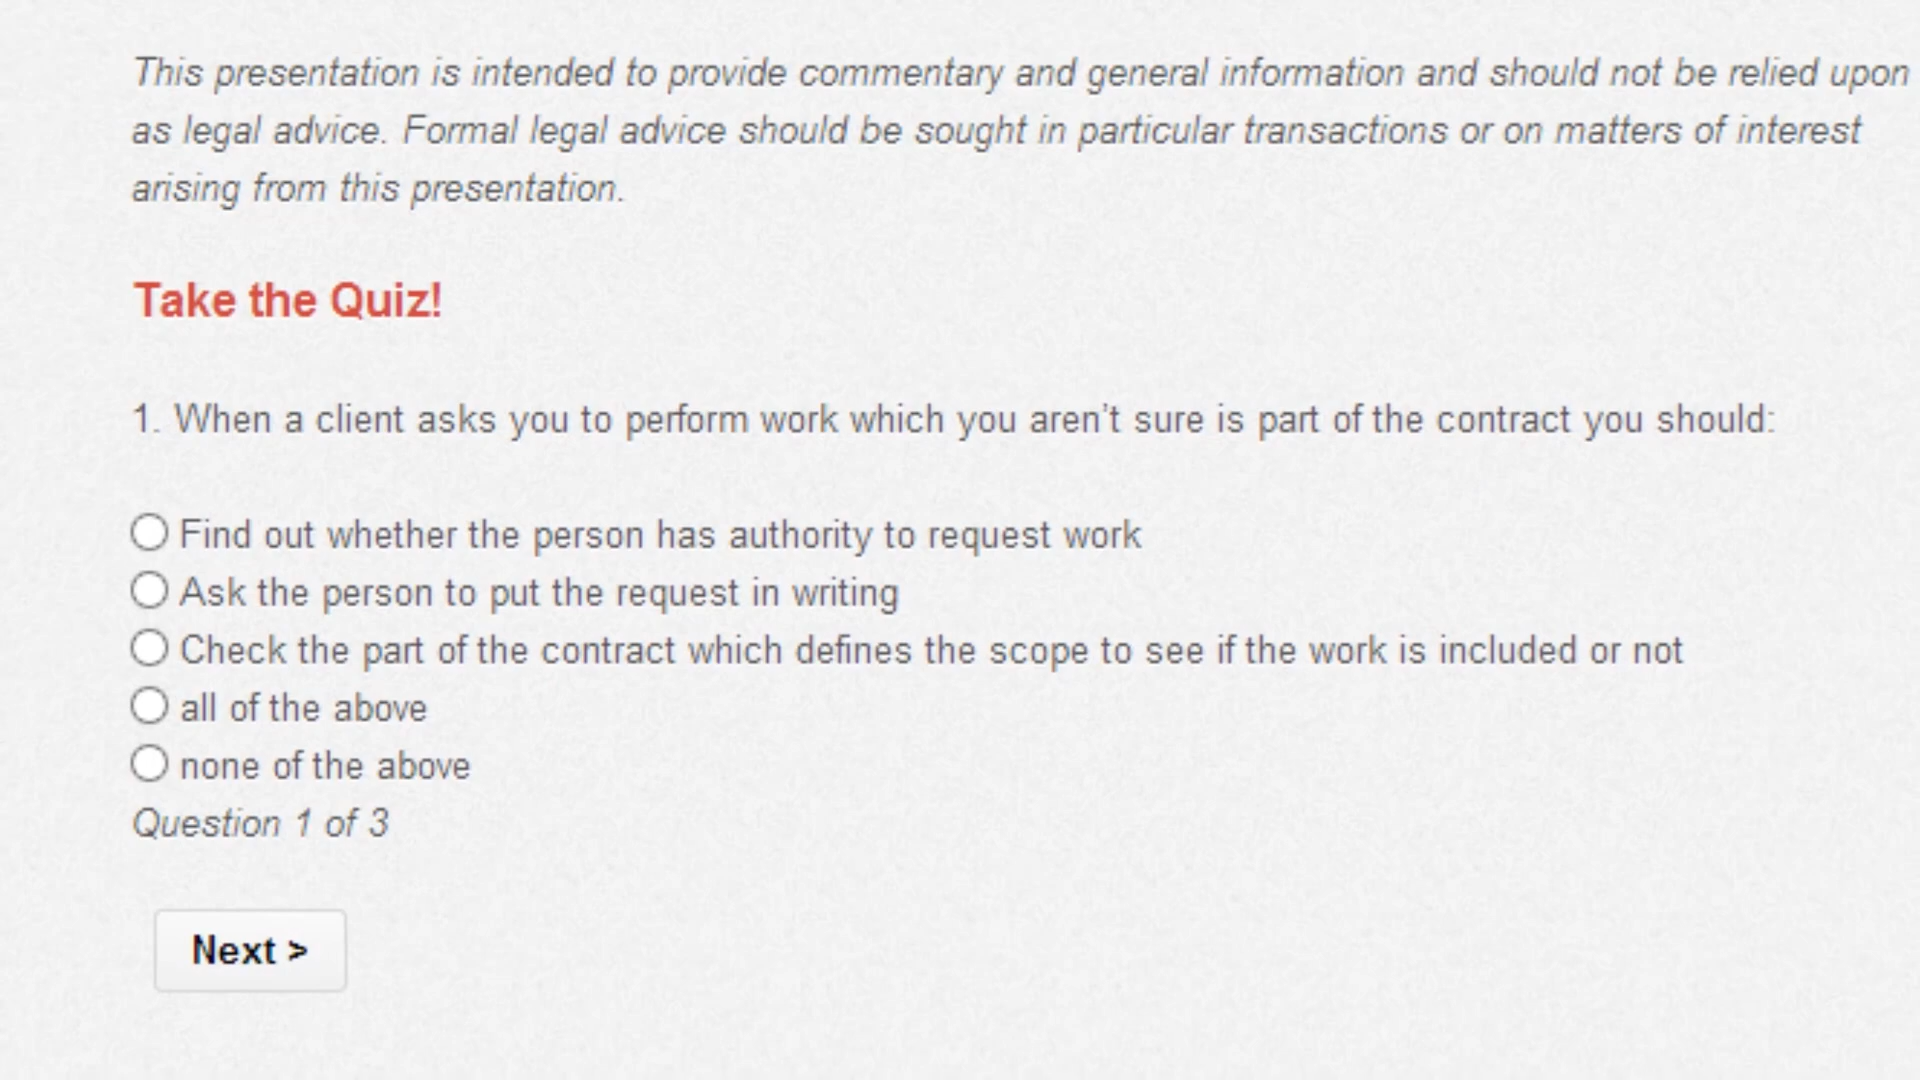 This presentation is intended to provide commentary and general information and should not be relied upon
as legal advice. Formal legal advice should be sought in particular transactions or on matters of interest
arising from this presentation.
Take the Quiz!
1. When a client asks you to perform work which you aren't sure is part of the contract you should:
Find out whether the person has authority to request work
Ask the person to put the request in writing
Check the part of the contract which defines the scope to see if the work is included or not
all of the above
none of the above
Question 1 of 3
Next >